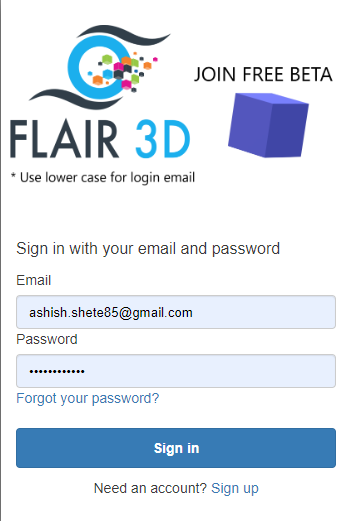 JOIN FREE BETA
FLAIR 3D
* Use lower case for login email
Sign in with your email and password
Email
ashish.shete85@gmail.com
Password
••••••••••••
Forgot your password?
Sign in
Need an account? Sign up